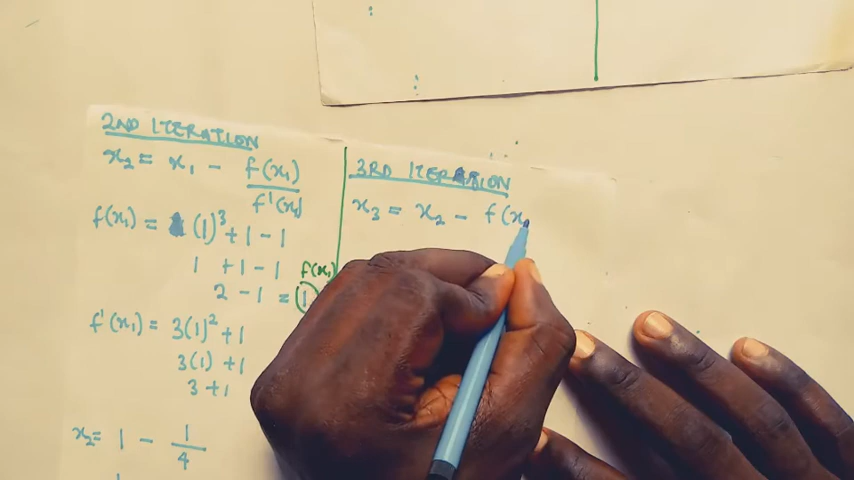 2ND ITERATION
x₂ = x₁ - f(x₁)
f'(x₁)
f(x₁) = (1)³ + 1 - 1
1 + 1 - 1
f(x₁)
2 - 1 = 1
f'(x₁) = 3(1)² + 1
3(1) + 1
3 + 1
x₂ = 1 - 1
4
3RD ITERATION
x₃ = x₂ - f(x